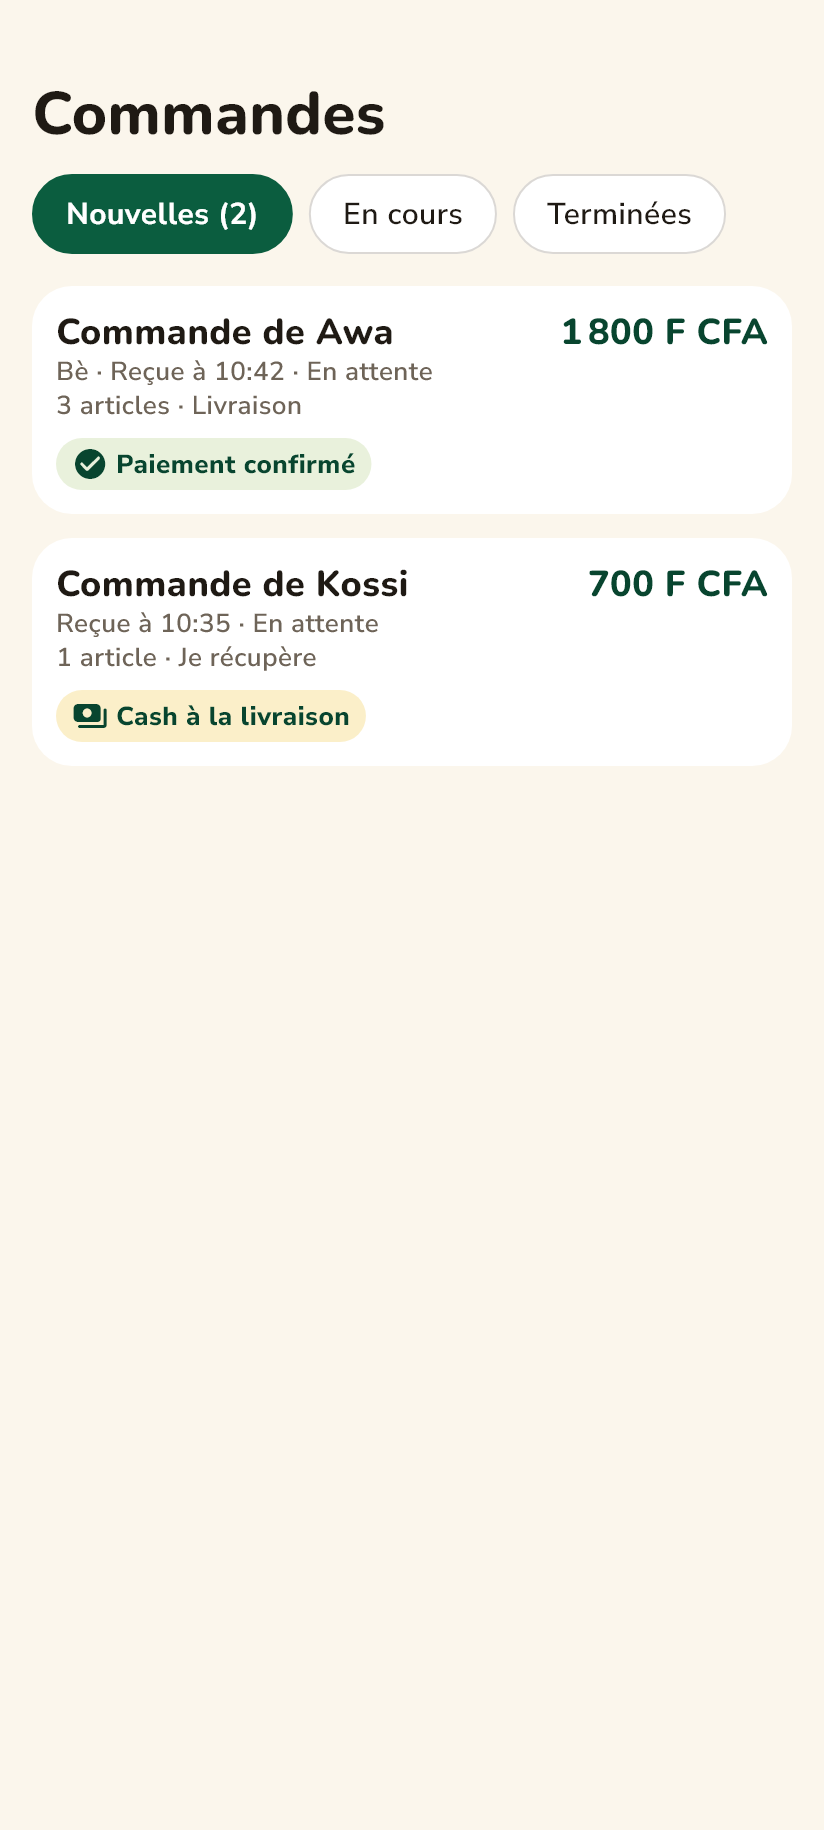 Commandes
Nouvelles (2)
En cours
Terminées
Commande de Awa
1 800 F CFA
Bè · Reçue à 10:42 · En attente
3 articles · Livraison
Paiement confirmé
Commande de Kossi
700 F CFA
Reçue à 10:35 · En attente
1 article · Je récupère
Cash à la livraison